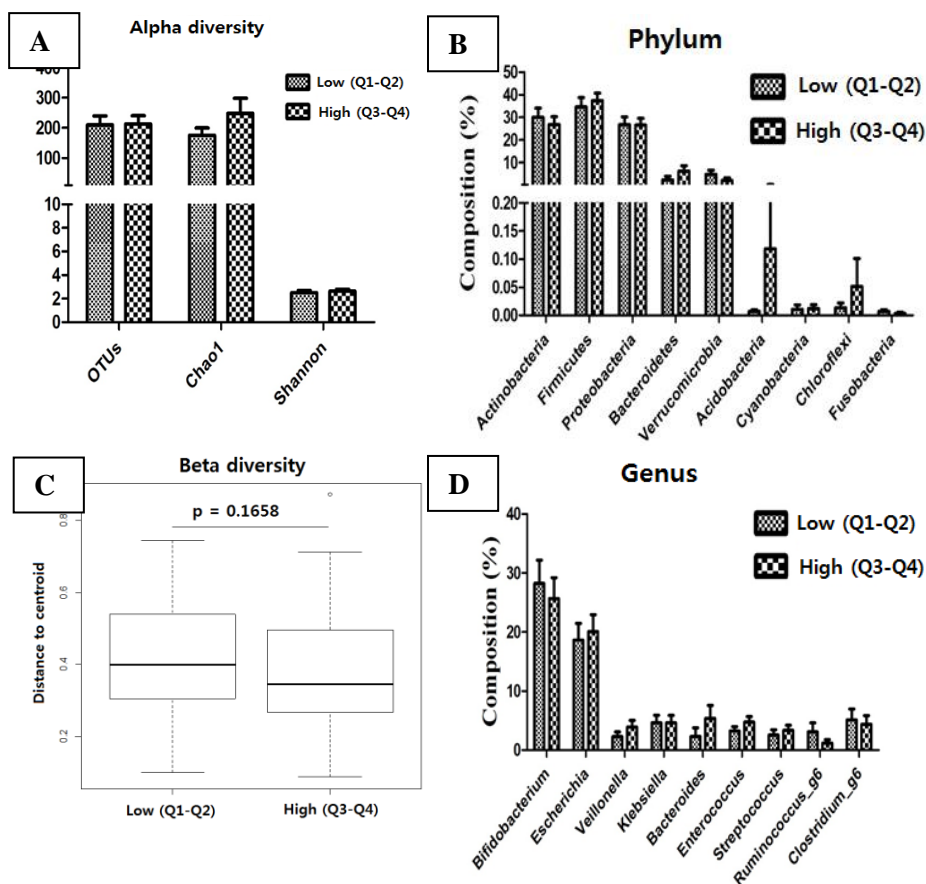 A
Alpha diversity
400
300
200
100
10
8
6
4
2
0
Low (Q1-Q2)
High (Q3-Q4)
OTUs
Chao1
Shannon
B
Phylum
Composition (%)
50
40
30
20
10
0.20
0.15
0.10
0.05
0.00
Low (Q1-Q2)
High (Q3-Q4)
Actinobacteria
Firmicutes
Proteobacteria
Bacteroidetes
Verrucomicrobia
Acidobacteria
Cyanobacteria
Chloroflexi
Fusobacteria
C
Beta diversity
p = 0.1658
Distance to centroid
0.8
0.6
0.4
0.2
Low (Q1-Q2)
High (Q3-Q4)
D
Genus
Composition (%)
40
30
20
10
0
Low (Q1-Q2)
High (Q3-Q4)
Bifidobacterium
Escherichia
Veillonella
Klebsiella
Bacteroides
Enterococcus
Streptococcus
Ruminococcus_g6
Clostridium_g6